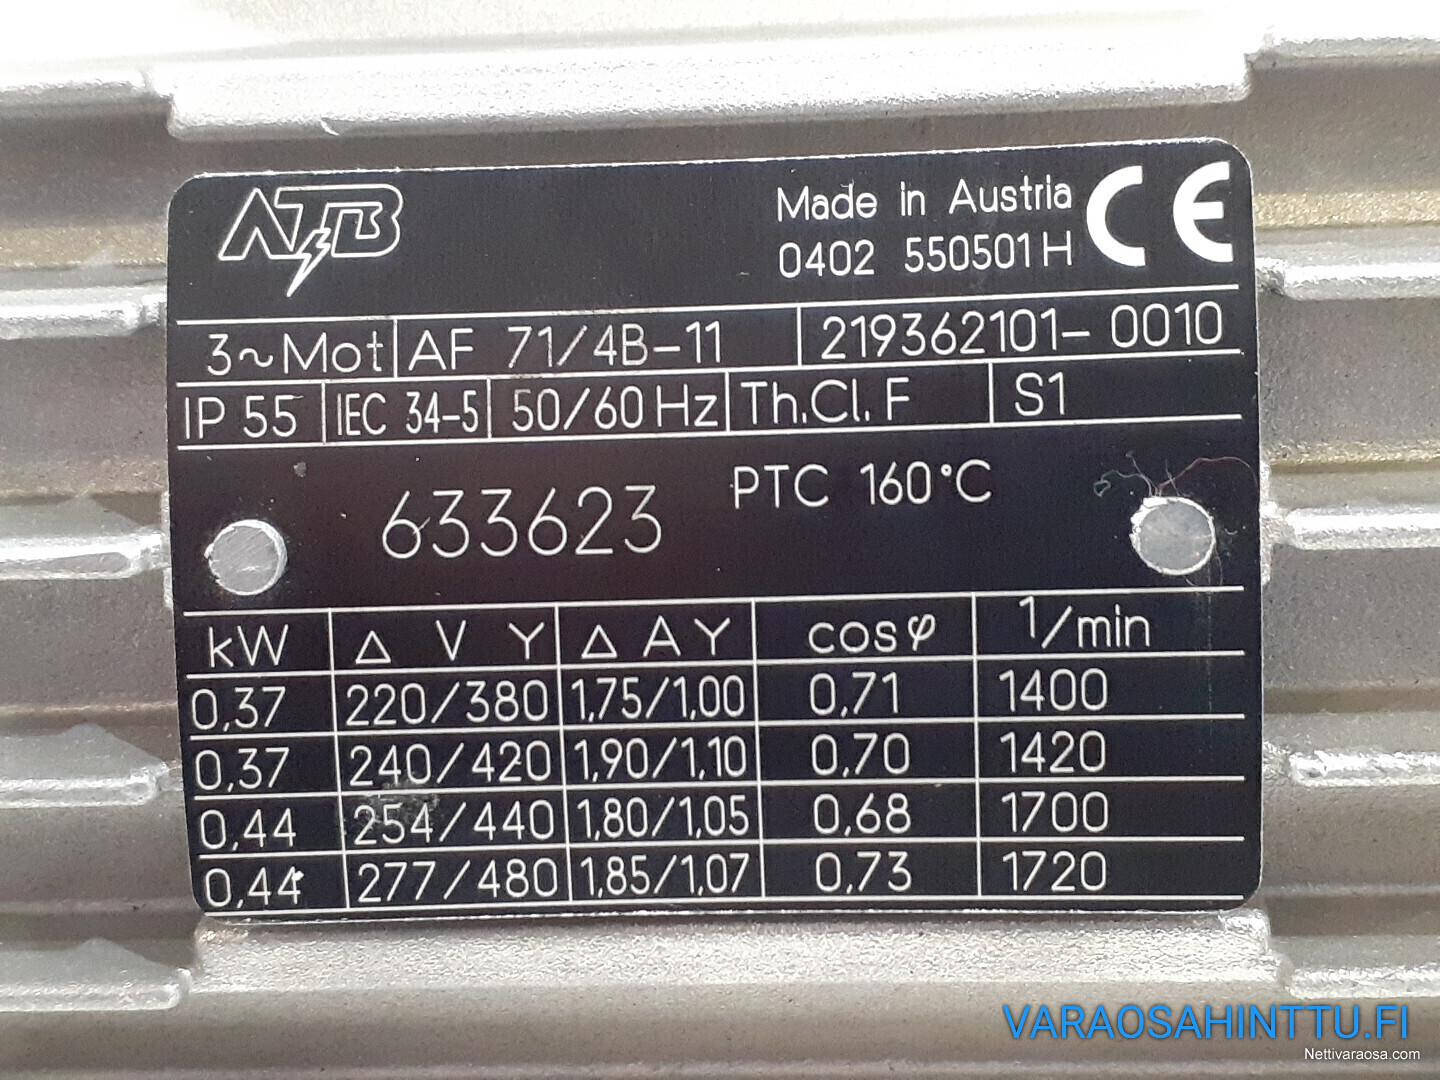 ATB
Made in Austria CE
0402 550501H
3~Mot AF 71/4B-11 219362101-0010
IP 55 IEC 34-5 50/60Hz Th.Cl.F S1
PTC 160°C
633623
kW Δ V Y Δ A Y cosφ 1/min
0,37 220/380 1,75/1,00 0,71 1400
0,37 240/420 1,90/1,10 0,70 1420
0,44 254/440 1,80/1,05 0,68 1700
0,44 277/480 1,85/1,07 0,73 1720
VARAOSAHINTTU.FI
Nettivaraosa.com